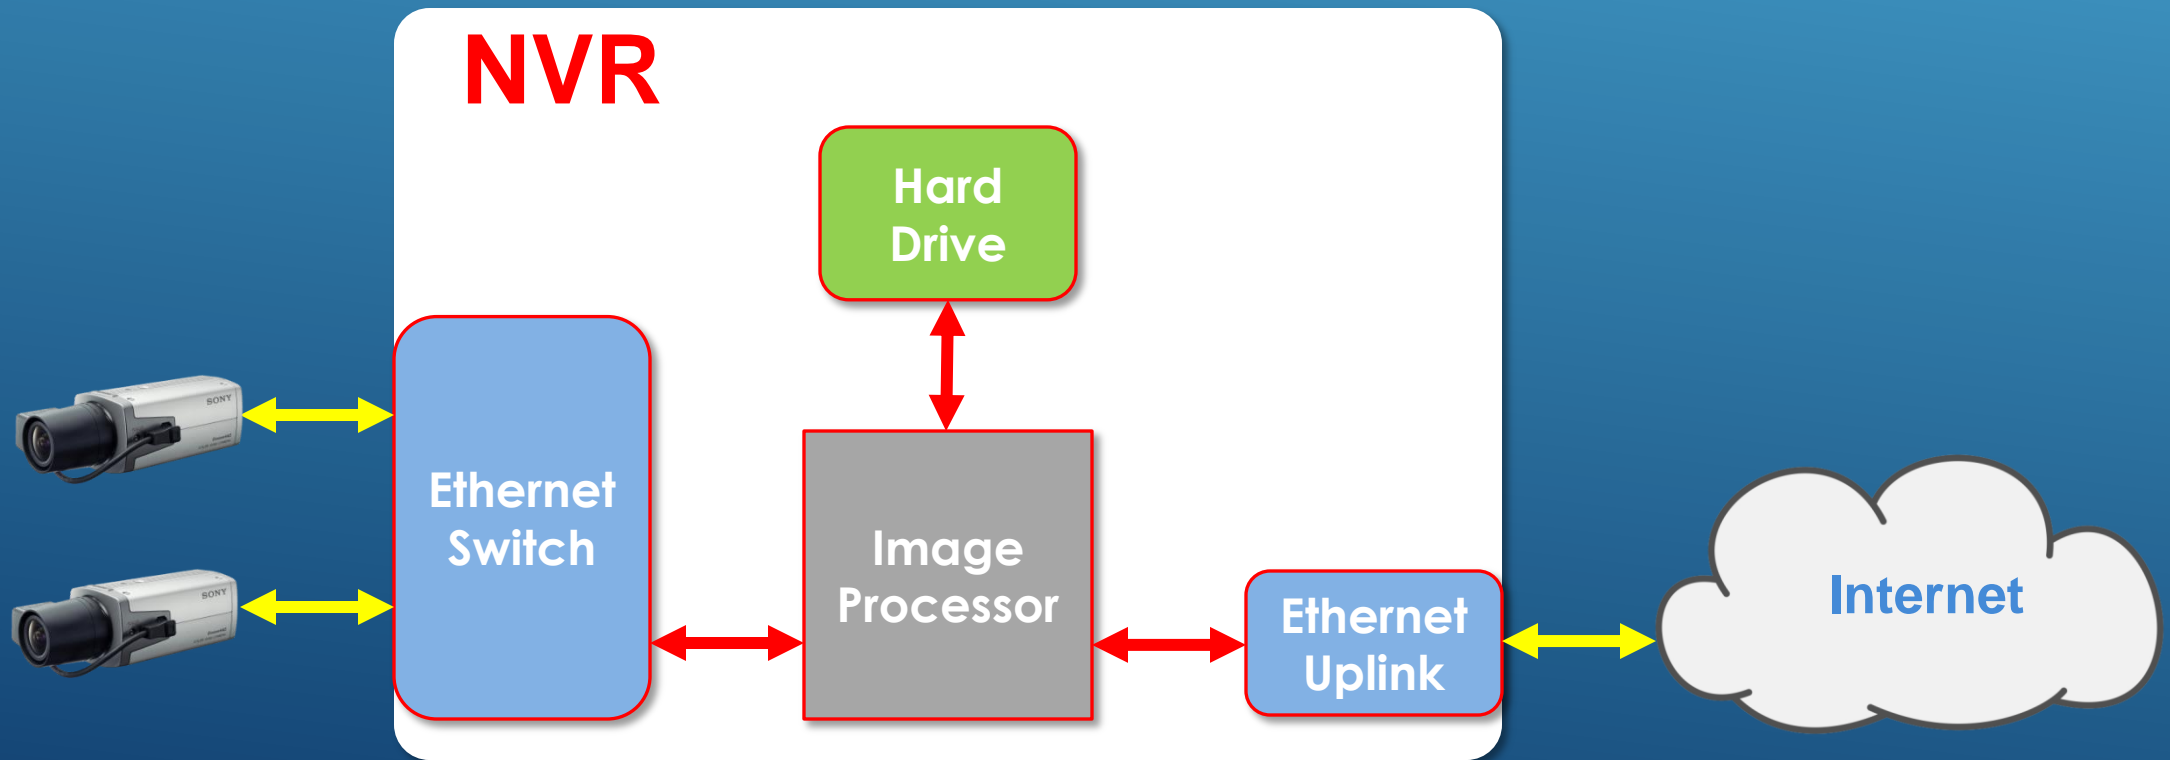 NVR
Hard
Drive
SONY
Ethernet
Switch
Image
Processor
SONY
Ethernet
Uplink
Internet